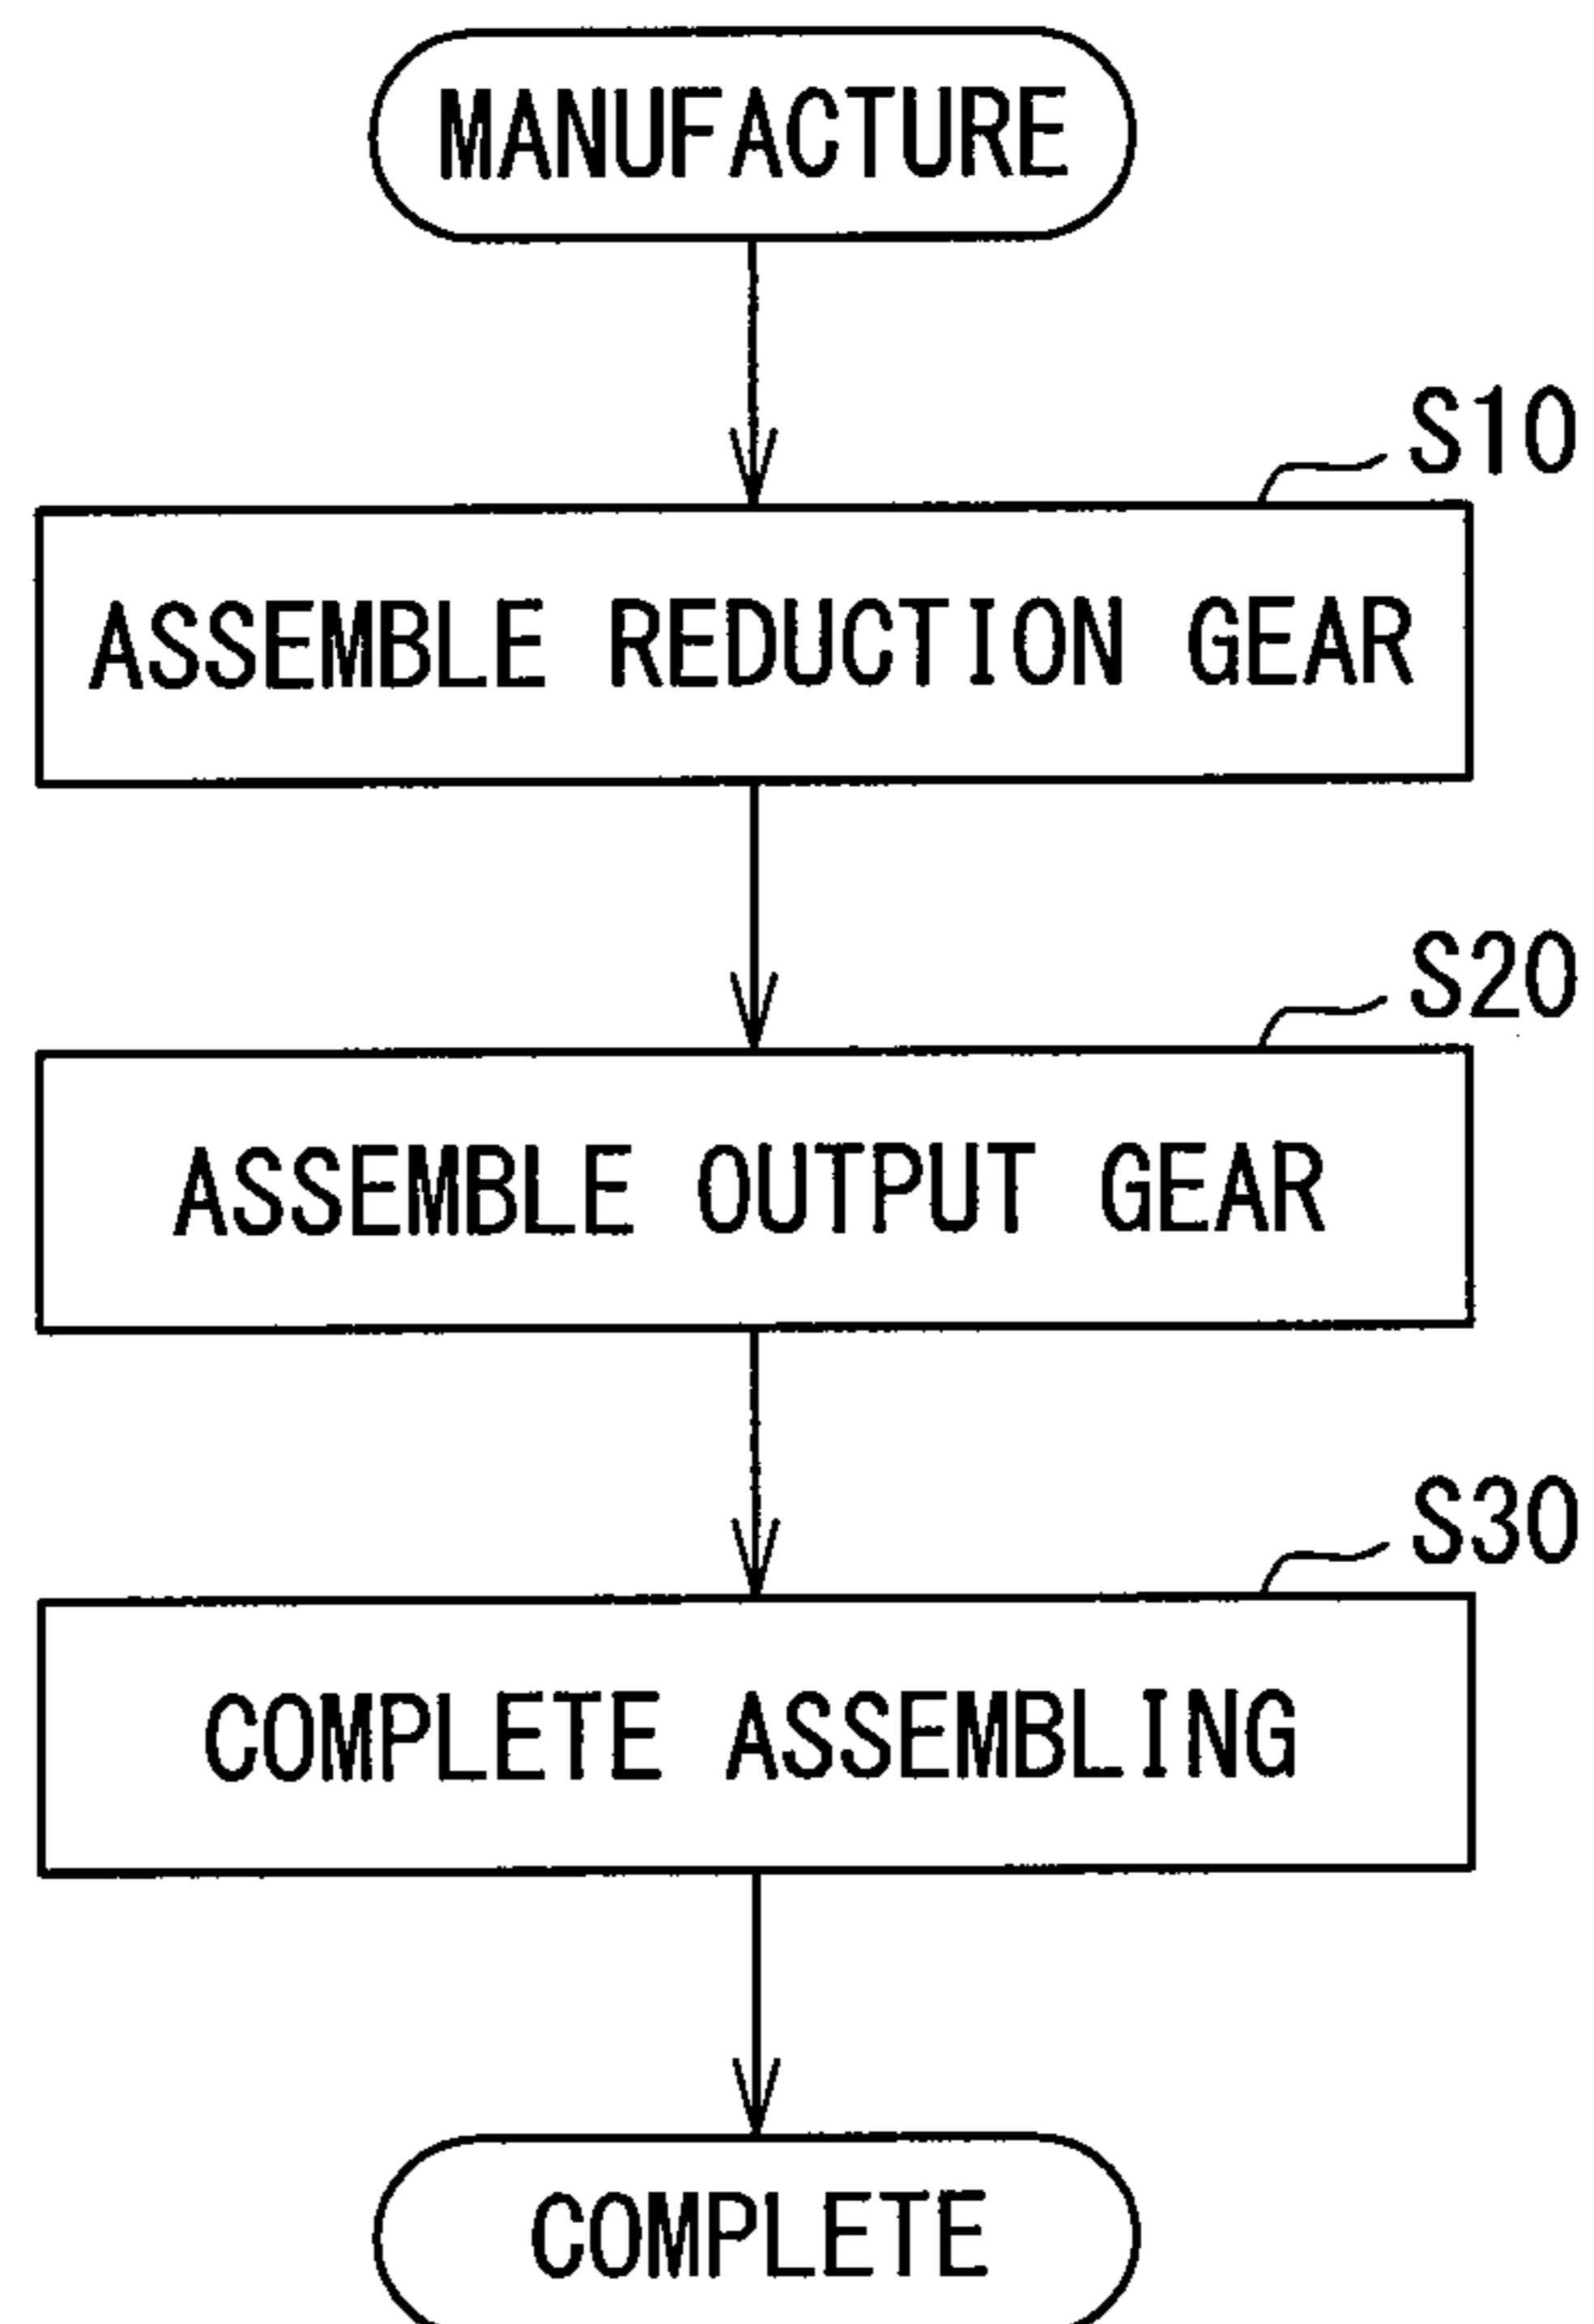 MANUFACTURE
S10
ASSEMBLE REDUCTION GEAR
S20
ASSEMBLE OUTPUT GEAR
S30
COMPLETE ASSEMBLING
COMPLETE